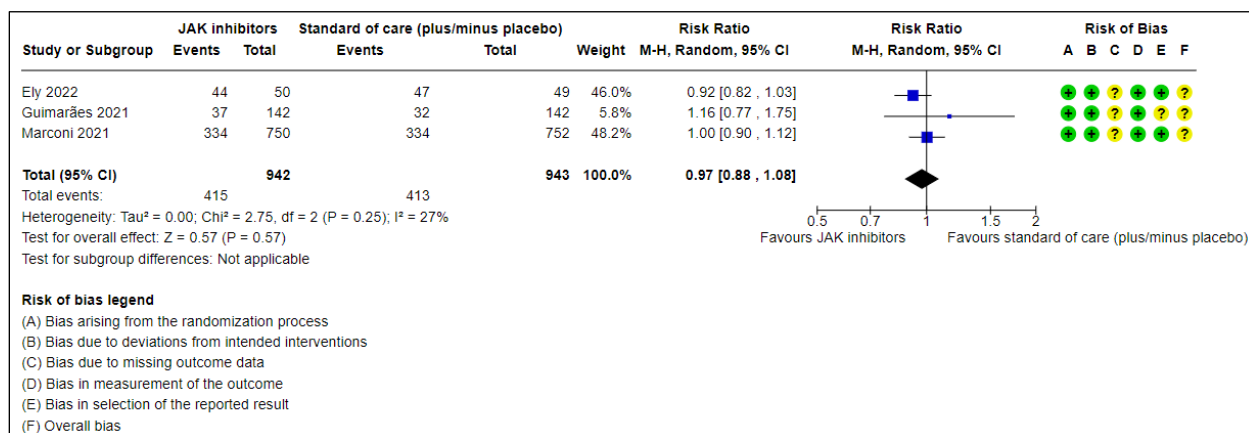 JAK inhibitors Standard of care (plus/minus placebo) Risk Ratio Risk Ratio Risk of Bias
Study or Subgroup Events Total Events Total Weight M-H, Random, 95% CI M-H, Random, 95% CI A B C D E F
Ely 2022 44 50 47 49 46.0% 0.92 [0.82 , 1.03] + + ? + + ?
Guimarães 2021 37 142 32 142 5.8% 1.16 [0.77 , 1.75] + + ? + ? ?
Marconi 2021 334 750 334 752 48.2% 1.00 [0.90 , 1.12] + + + + + ?
Total (95% CI) 942 943 100.0% 0.97 [0.88 , 1.08]
Total events: 415 413
Heterogeneity: Tau² = 0.00; Chi² = 2.75, df = 2 (P = 0.25); I² = 27%
0.5 0.7 1 1.5 2
Test for overall effect: Z = 0.57 (P = 0.57)
Favours JAK inhibitors Favours standard of care (plus/minus placebo)
Test for subgroup differences: Not applicable
Risk of bias legend
(A) Bias arising from the randomization process
(B) Bias due to deviations from intended interventions
(C) Bias due to missing outcome data
(D) Bias in measurement of the outcome
(E) Bias in selection of the reported result
(F) Overall bias